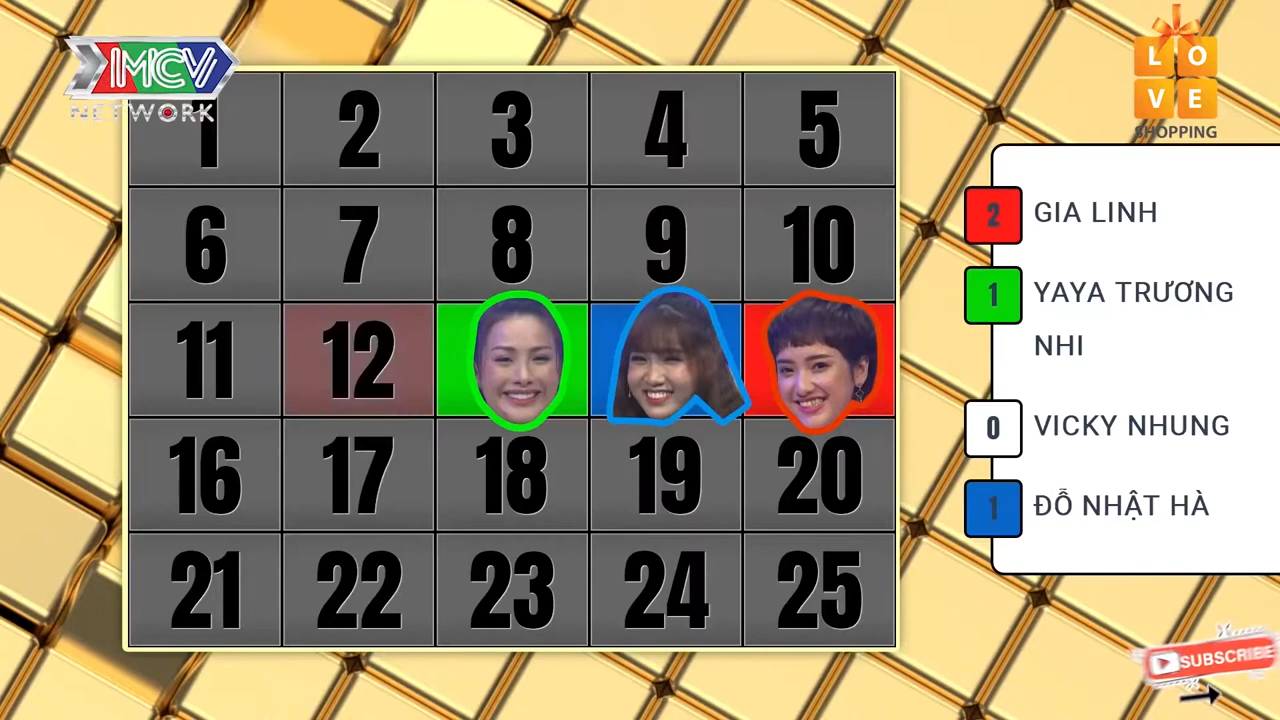 MCV
NETWORK
L O
V E
SHOPPING
1 2 3 4 5
6 7 8 9 10
11 12
16 17 18 19 20
21 22 23 24 25
2 GIA LINH
1 YAYA TRƯƠNG
NHI
0 VICKY NHUNG
1 ĐỖ NHẬT HÀ
SUBSCRIBE